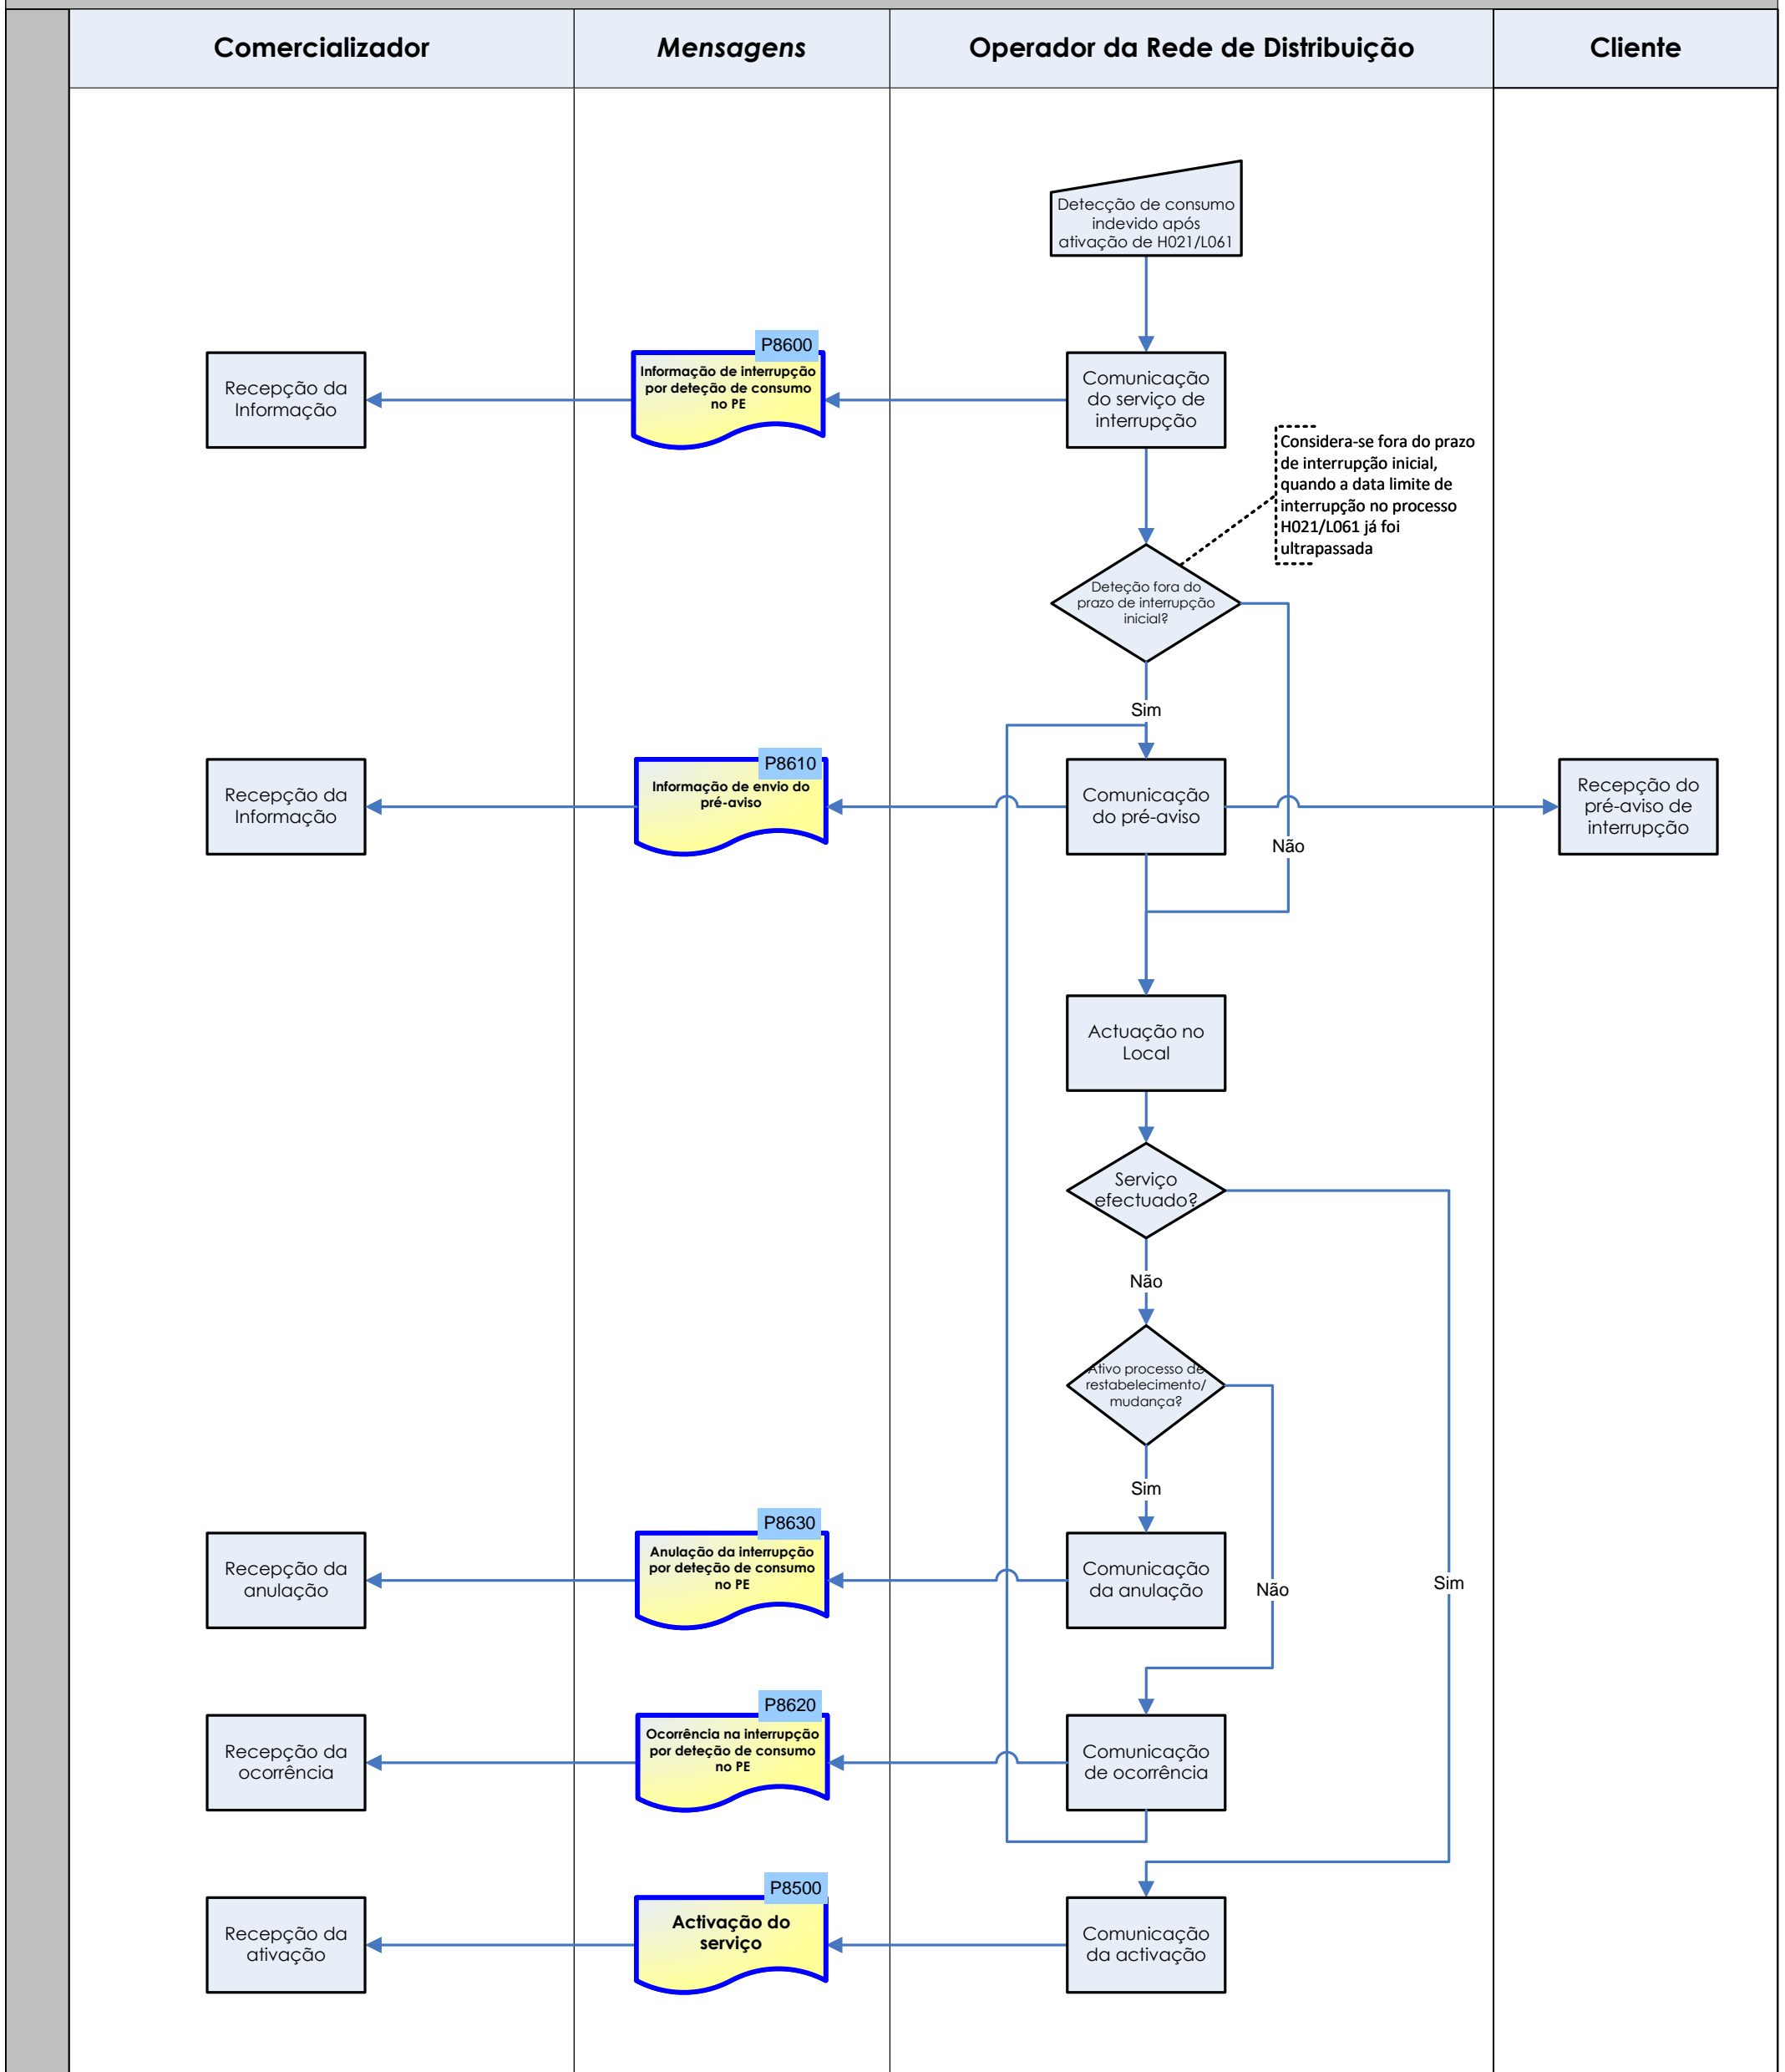 Comercializador
Mensagens
Operador da Rede de Distribuição
Cliente
Detecção de consumo
indevido após
ativação de H021/L061
Recepção da
Informação
P8600
Informação de interrupção
por deteção de consumo
no PE
Comunicação
do serviço de
interrupção
Considera-se fora do prazo
de interrupção inicial,
quando a data limite de
interrupção no processo
H021/L061 já foi
ultrapassada
Deteção fora do
prazo de interrupção
inicial?
Sim
Recepção da
Informação
P8610
Informação de envio do
pré-aviso
Comunicação
do pré-aviso
Não
Recepção do
pré-aviso de
interrupção
Actuação no
Local
Serviço
efectuado?
Não
Ativo processo de
restabelecimento/
mudança?
Sim
Recepção da
anulação
P8630
Anulação da interrupção
por deteção de consumo
no PE
Comunicação
da anulação
Não
Sim
Recepção da
ocorrência
P8620
Ocorrência na interrupção
por deteção de consumo
no PE
Comunicação
de ocorrência
Recepção da
ativação
P8500
Activação do
serviço
Comunicação
da activação